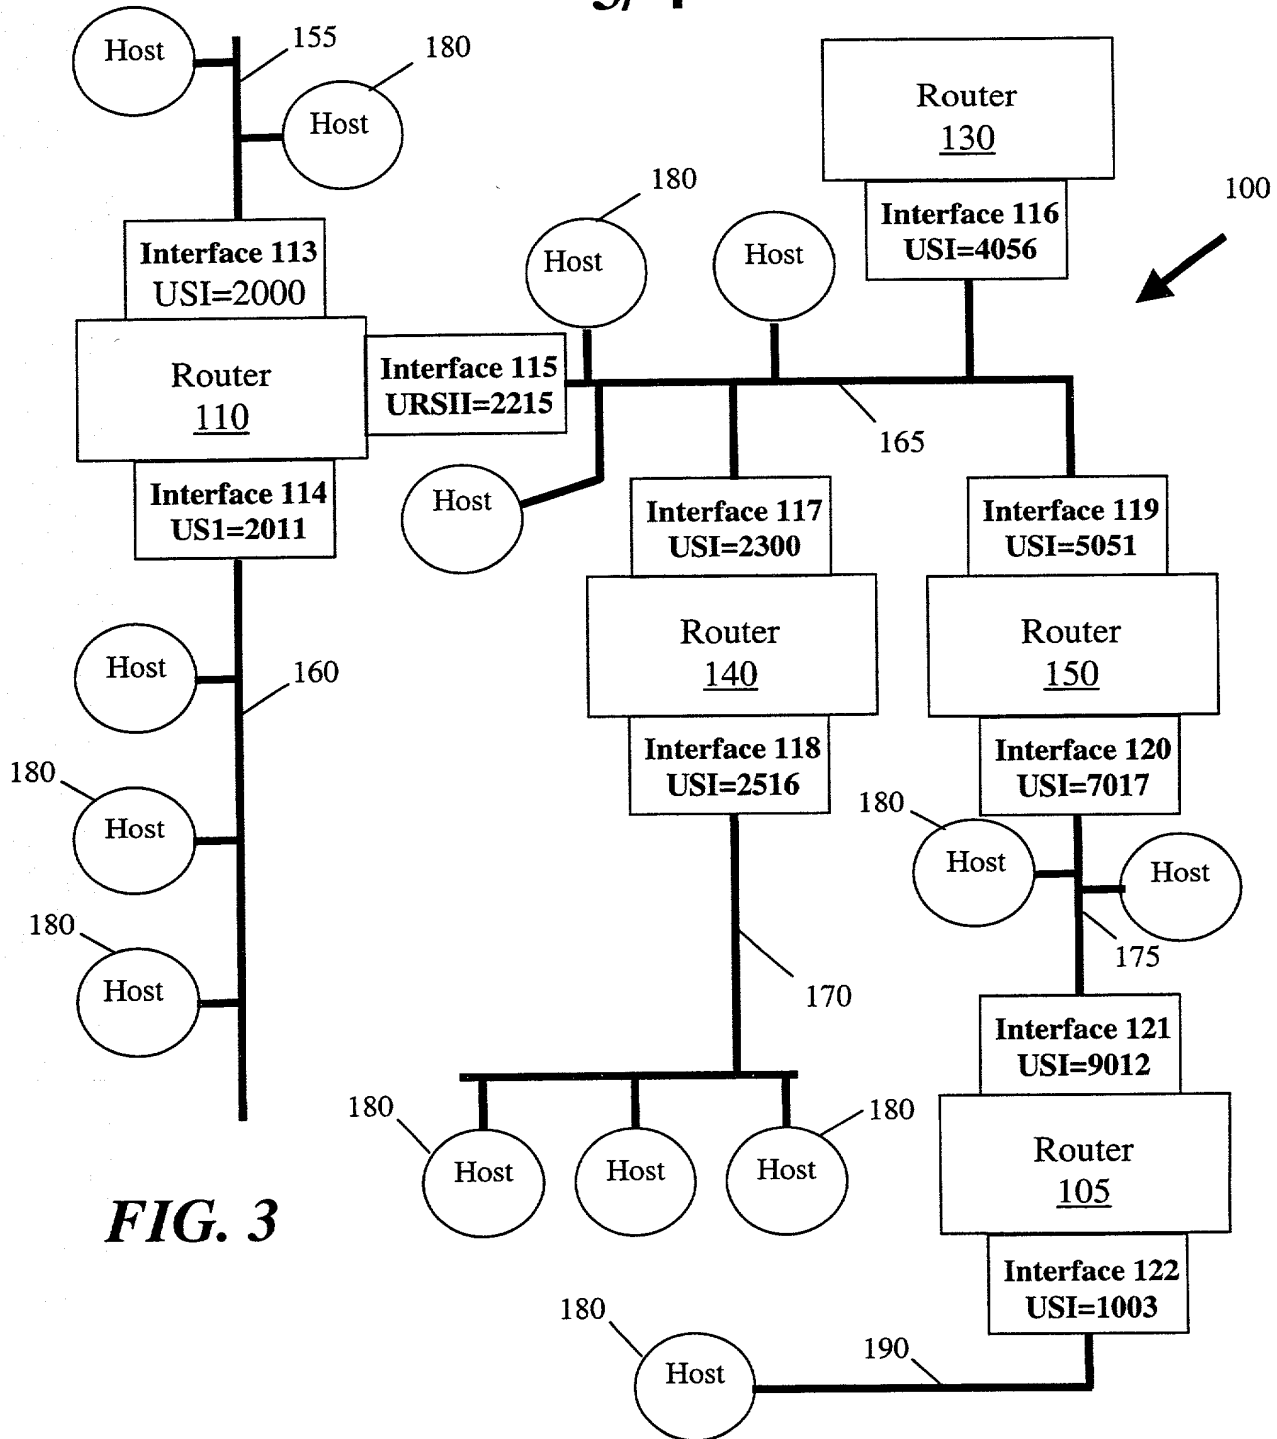 Host
155
180
Host
Router
130
180
100
Interface 116
USI=4056
Host
Host
Interface 113
USI=2000
Router
110
Interface 115
URSII=2215
165
Interface 114
US1=2011
Host
Interface 117
USI=2300
Interface 119
USI=5051
Router
140
Router
150
Host
160
Interface 118
USI=2516
Interface 120
USI=7017
180
Host
180
Host
Host
180
Host
175
170
Interface 121
USI=9012
180
180
Host
Host
Host
Router
105
FIG. 3
Interface 122
USI=1003
180
190
Host